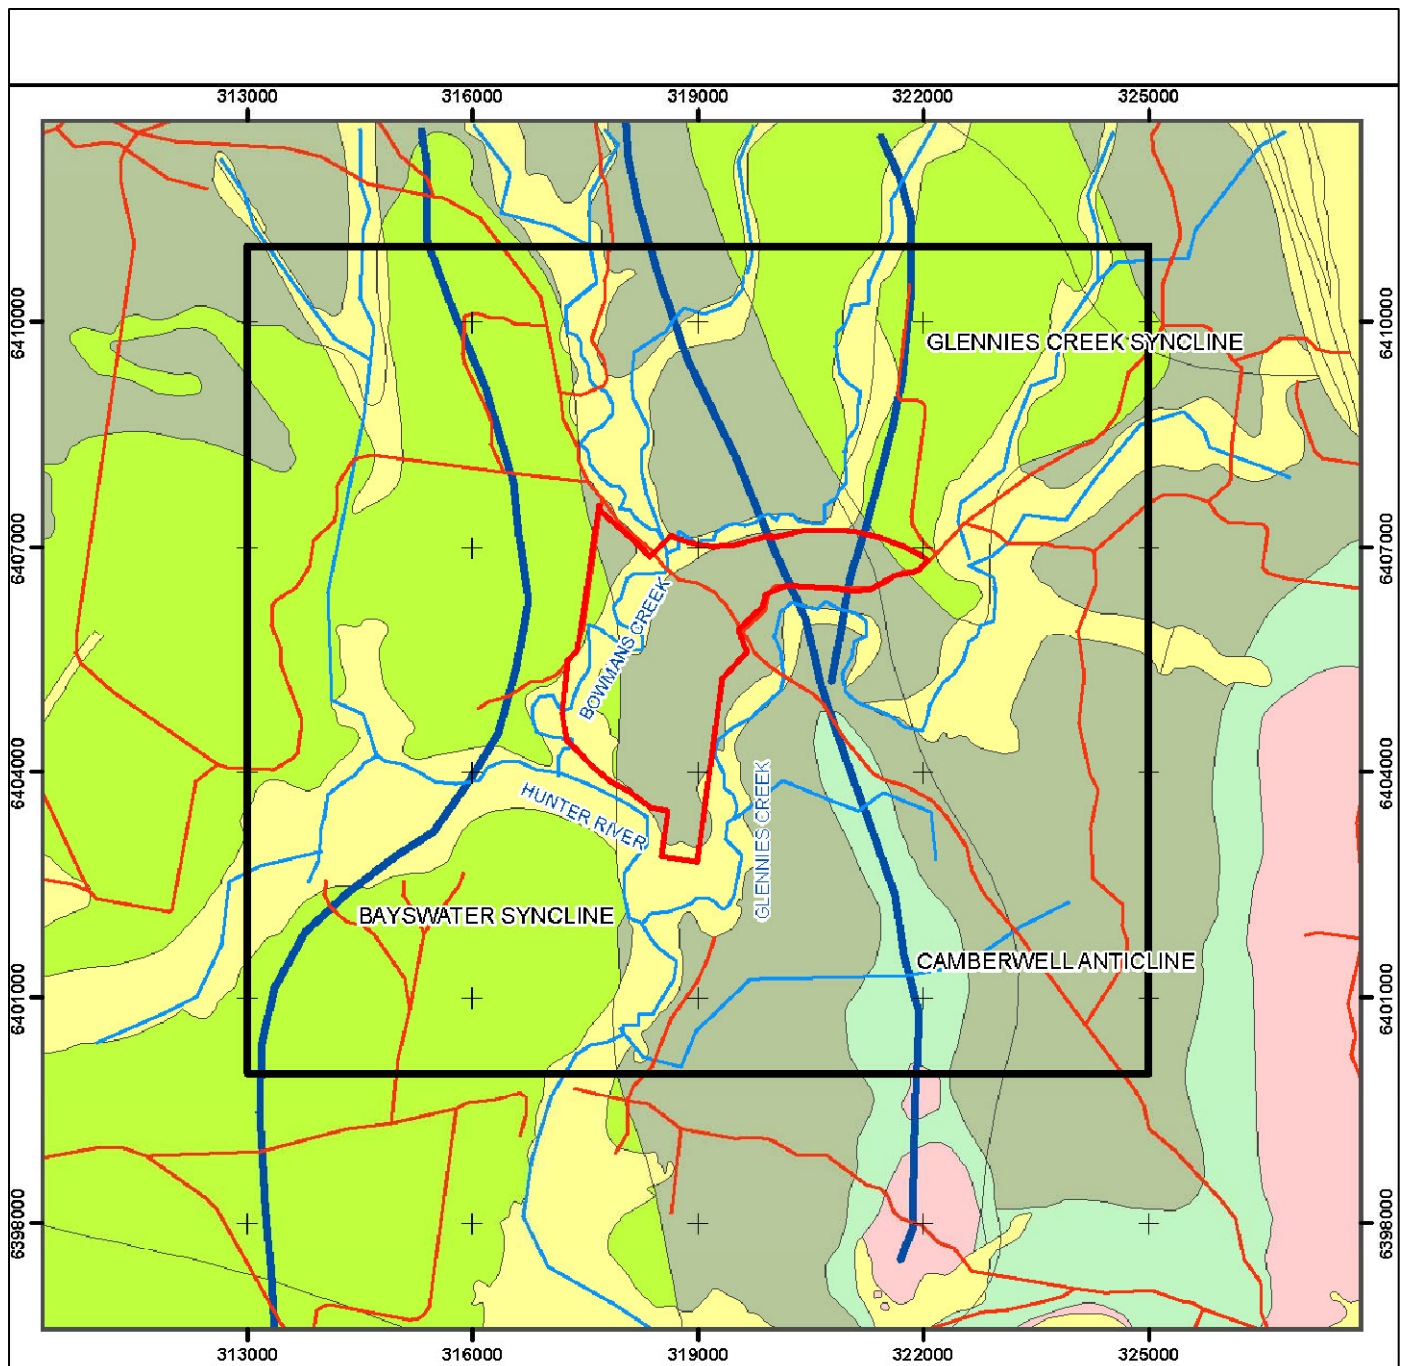 313000 316000 319000 322000 325000
6410000 6410000
GLENNIES CREEK SYNCLINE
6407000 6407000
BOWMANS CREEK
6404000 6404000
HUNTER RIVER
GLENNIES CREEK
BAYSWATER SYNCLINE
CAMBERWELL ANTICLINE
6401000 6401000
6398000 6398000
313000 316000 319000 322000 325000